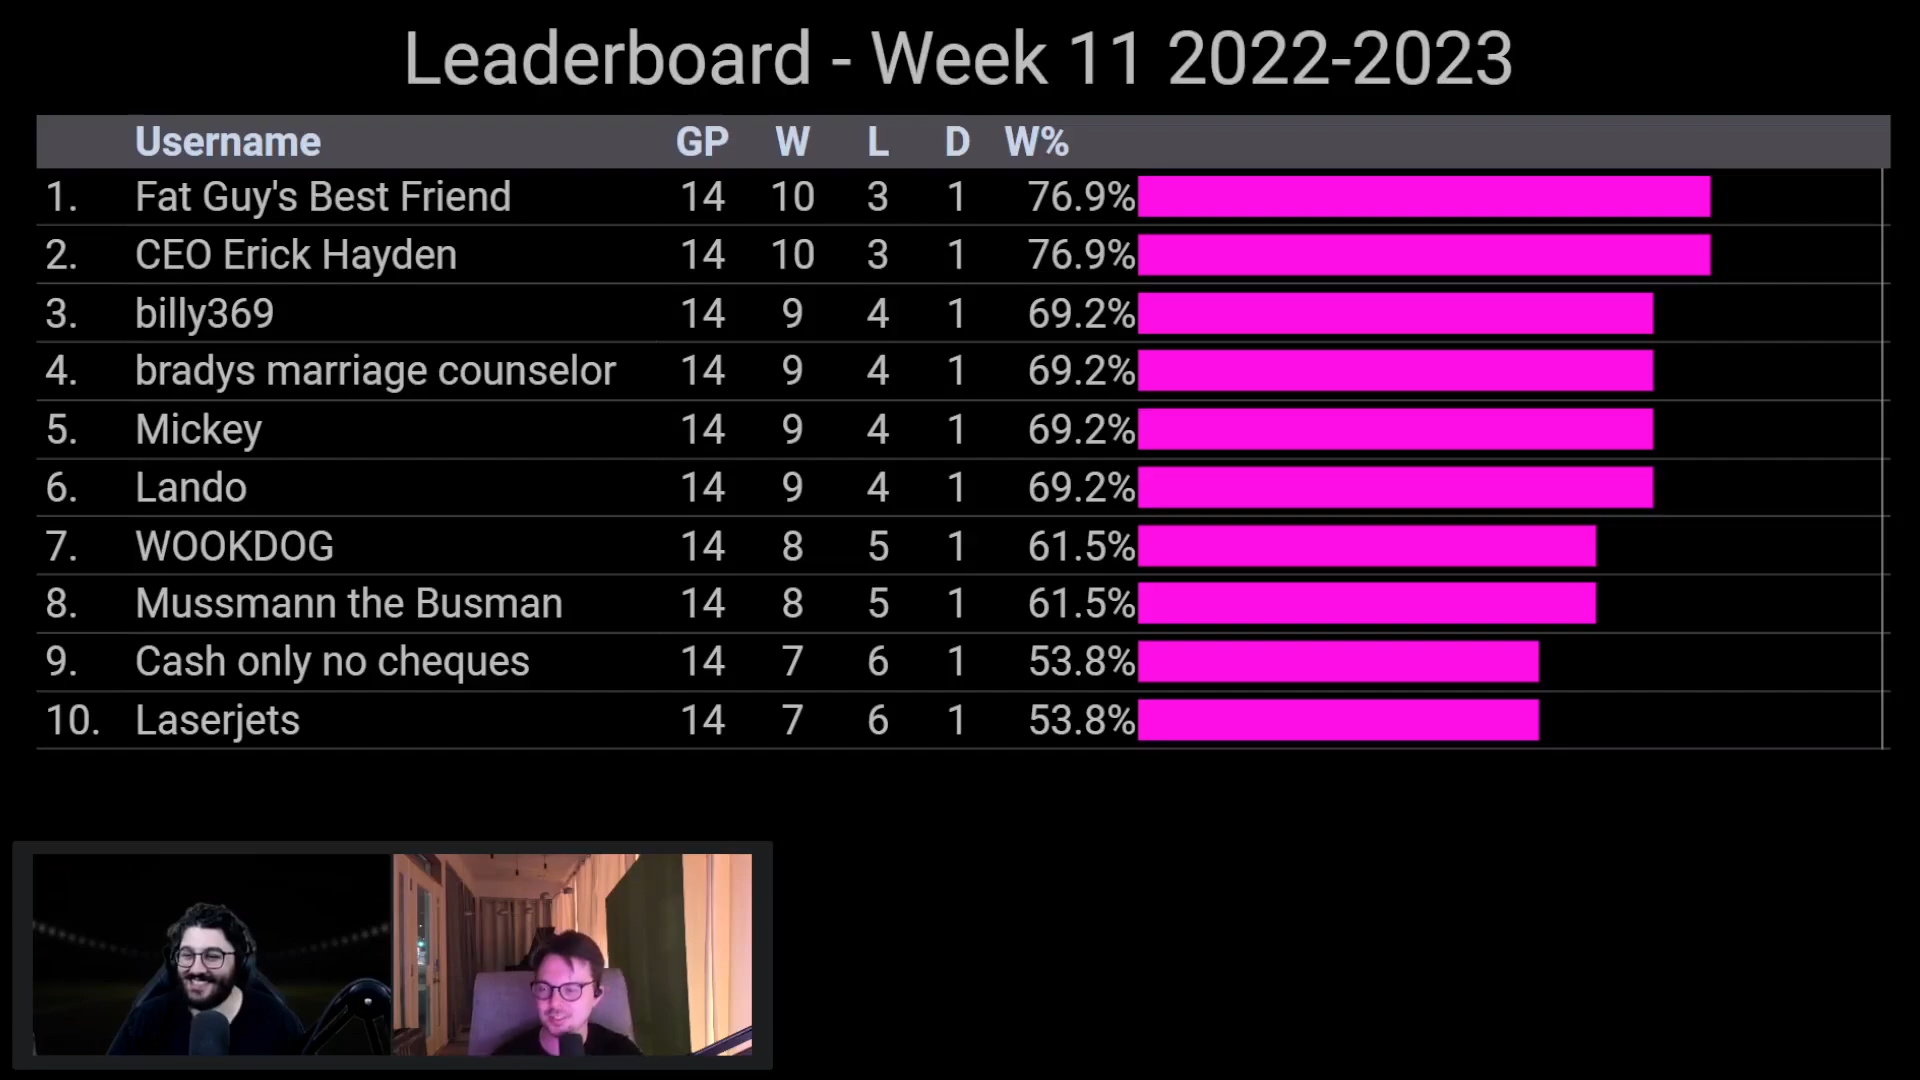 Leaderboard - Week 11 2022-2023
Username GP W L D W%
1. Fat Guy's Best Friend 14 10 3 1 76.9%
2. CEO Erick Hayden 14 10 3 1 76.9%
3. billy369 14 9 4 1 69.2%
4. bradys marriage counselor 14 9 4 1 69.2%
5. Mickey 14 9 4 1 69.2%
6. Lando 14 9 4 1 69.2%
7. WOOKDOG 14 8 5 1 61.5%
8. Mussmann the Busman 14 8 5 1 61.5%
9. Cash only no cheques 14 7 6 1 53.8%
10. Laserjets 14 7 6 1 53.8%